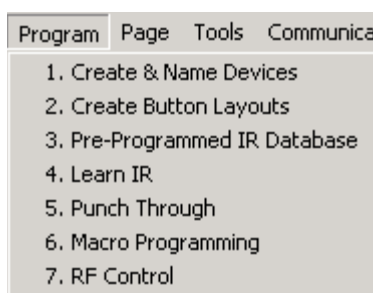 Program Page Tools Communica
1. Create & Name Devices
2. Create Button Layouts
3. Pre-Programmed IR Database
4. Learn IR
5. Punch Through
6. Macro Programming
7. RF Control